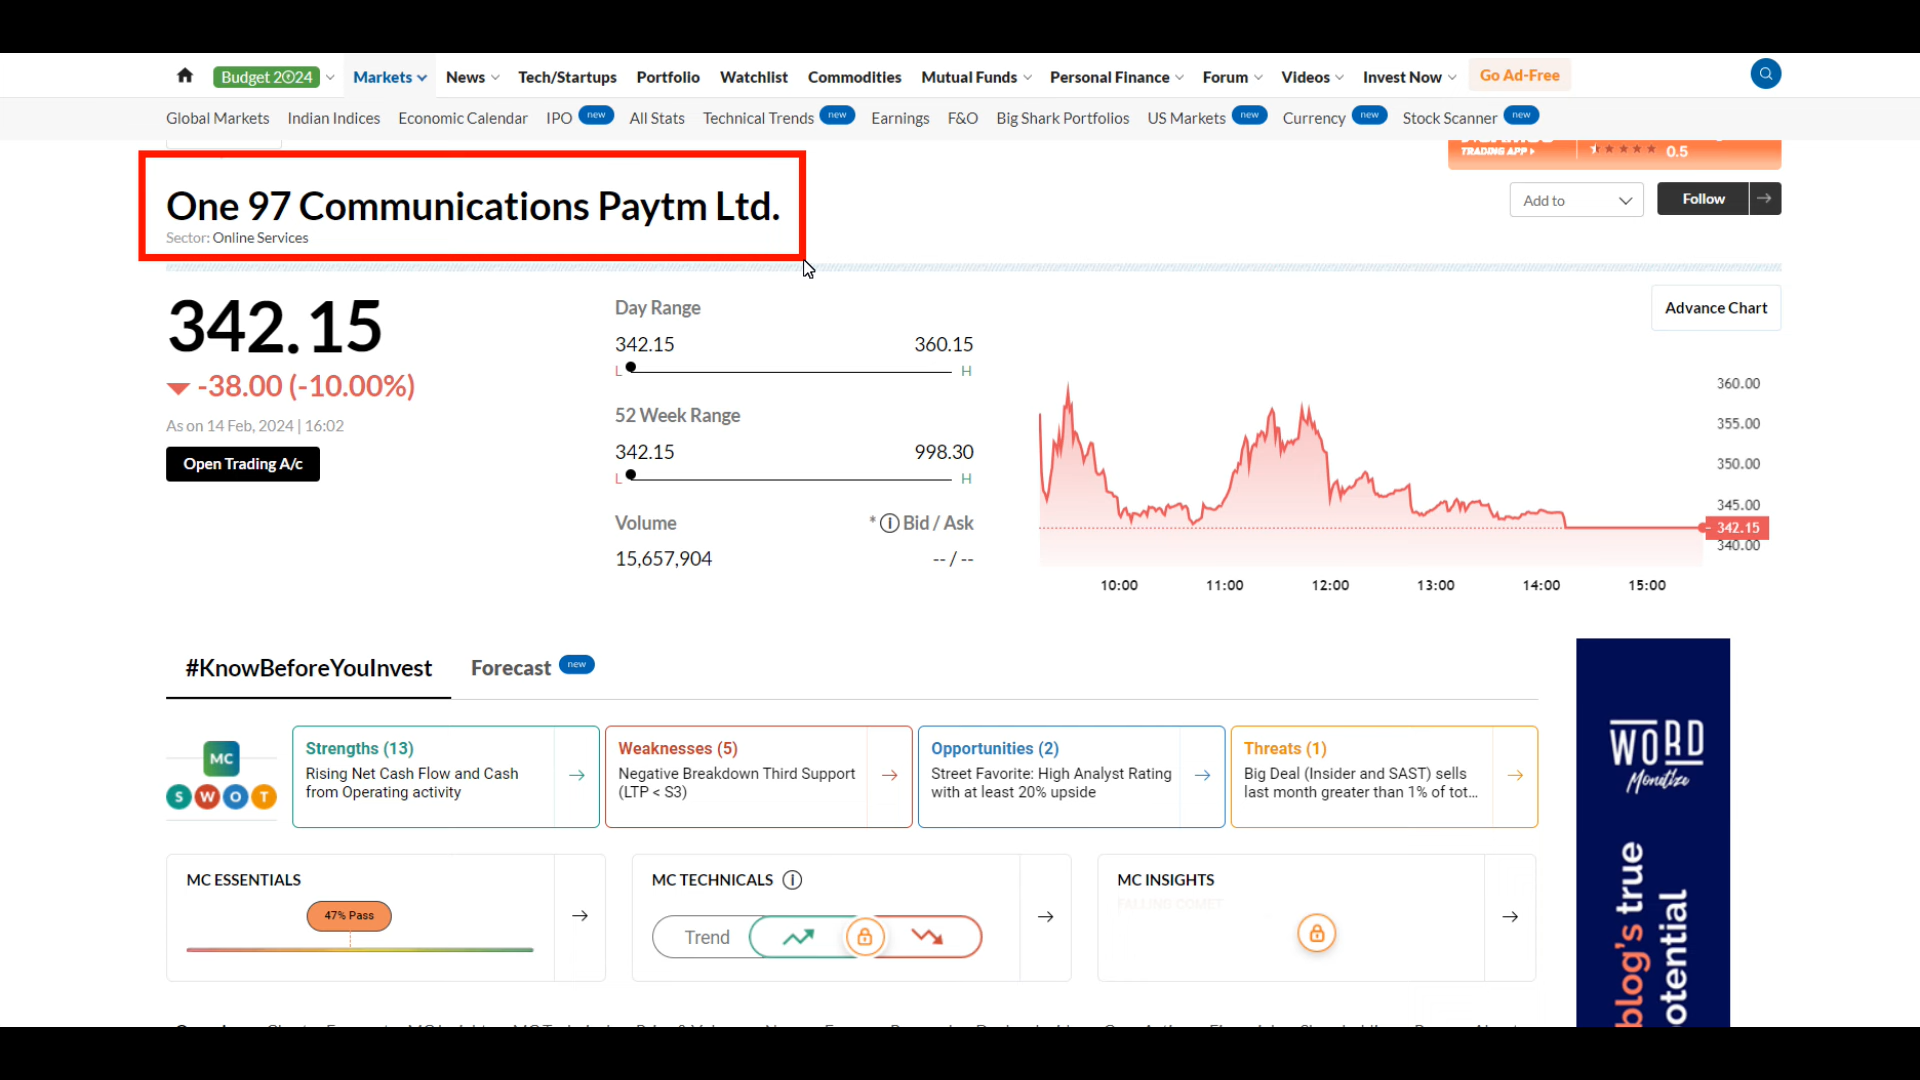 Budget 2024 Markets News Tech/Startups Portfolio Watchlist Commodities Mutual Funds Personal Finance Forum Videos Invest Now Go Ad-Free
Global Markets Indian Indices Economic Calendar IPO new All Stats Technical Trends new Earnings F&O Big Shark Portfolios US Markets new Currency new Stock Scanner new
TRADING APP
0.5
One 97 Communications Paytm Ltd.
Sector: Online Services
Add to
Follow
342.15
-38.00 (-10.00%)
As on 14 Feb, 2024 | 16:02
Open Trading A/c
Day Range
342.15 360.15
L H
52 Week Range
342.15 998.30
L H
Volume * Bid / Ask
15,657,904 -- / --
Advance Chart
360.00
355.00
350.00
345.00
342.15
340.00
10:00 11:00 12:00 13:00 14:00 15:00
#KnowBeforeYouInvest Forecast new
MC
S W O T
Strengths (13)
Rising Net Cash Flow and Cash
from Operating activity
Weaknesses (5)
Negative Breakdown Third Support
(LTP < S3)
Opportunities (2)
Street Favorite: High Analyst Rating
with at least 20% upside
Threats (1)
Big Deal (Insider and SAST) sells
last month greater than 1% of tot...
MC ESSENTIALS
47% Pass
MC TECHNICALS
Trend
MC INSIGHTS
FALLING COMET
WORD
Monetize
blog's true
otential